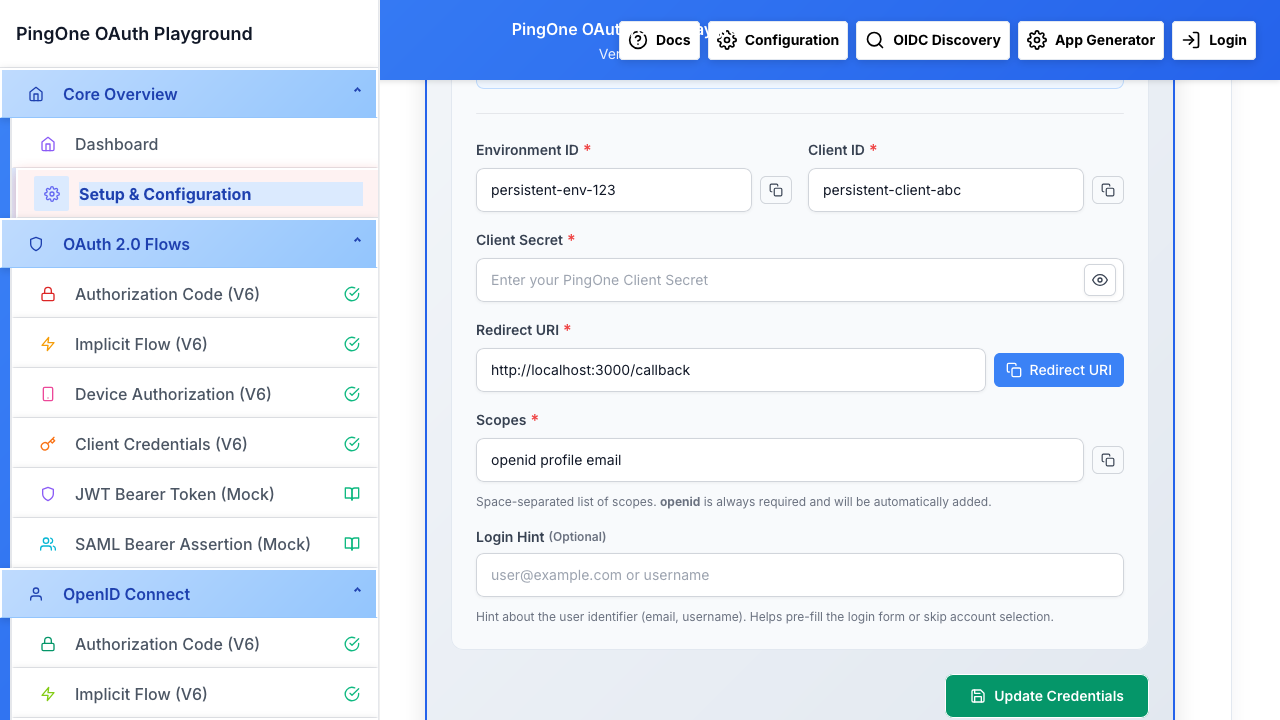 PingOne OAuth Playground
PingOne OAu
Ver
Docs
Configuration
OIDC Discovery
App Generator
Login
Core Overview
Dashboard
Setup & Configuration
OAuth 2.0 Flows
Authorization Code (V6)
Implicit Flow (V6)
Device Authorization (V6)
Client Credentials (V6)
JWT Bearer Token (Mock)
SAML Bearer Assertion (Mock)
OpenID Connect
Authorization Code (V6)
Implicit Flow (V6)
Environment ID *
Client ID *
persistent-env-123
persistent-client-abc
Client Secret *
Enter your PingOne Client Secret
Redirect URI *
http://localhost:3000/callback
Redirect URI
Scopes *
openid profile email
Space-separated list of scopes. openid is always required and will be automatically added.
Login Hint (Optional)
user@example.com or username
Hint about the user identifier (email, username). Helps pre-fill the login form or skip account selection.
Update Credentials